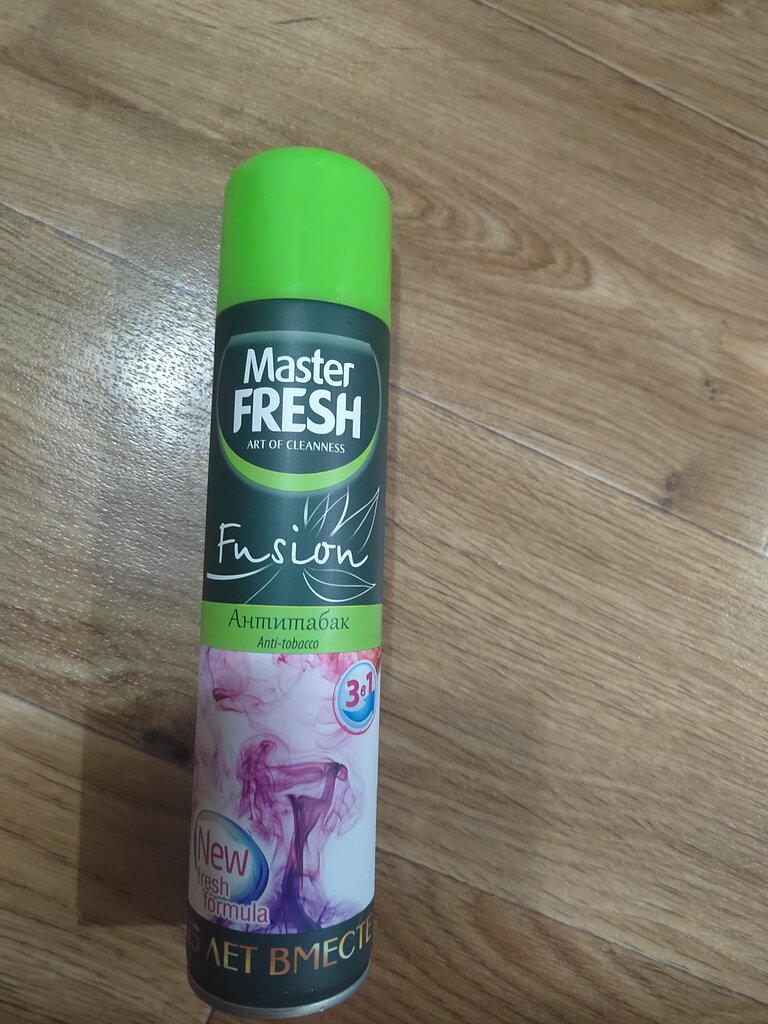 Master
FRESH
ART OF CLEANNESS
Fusion
Антитабак
Anti-tobacco
3в1
New
fresh
formula
ЛЕТ ВМЕСТЕ